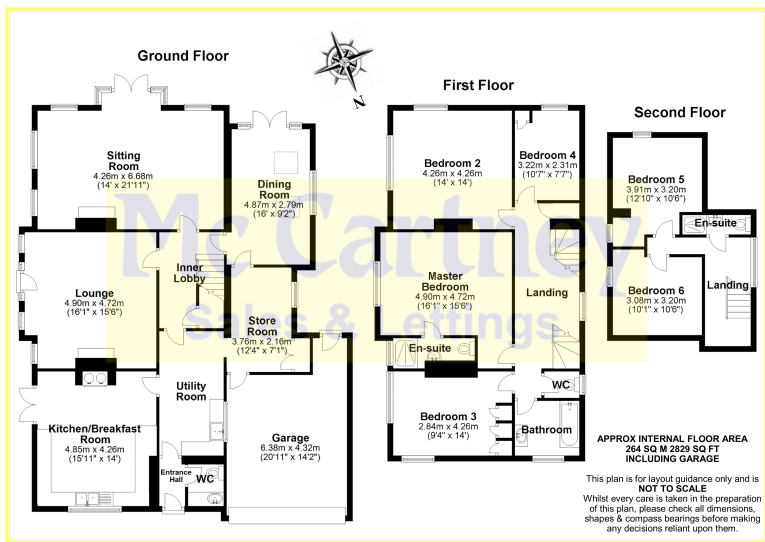 Ground Floor
Sitting
Room
4.26m x 6.68m
(14' x 21'11")
Dining
Room
4.87m x 2.79m
(16' x 9'2")
Lounge
4.90m x 4.72m
(16'1" x 15'6")
Inner
Lobby
Store
Room
3.76m x 2.16m
(12'4" x 7'1")
Utility
Room
Kitchen/Breakfast
Room
4.85m x 4.26m
(15'11" x 14')
Garage
6.38m x 4.32m
(20'11" x 14'2")
Entrance
Hall
WC
N
First Floor
Bedroom 2
4.26m x 4.26m
(14' x 14')
Bedroom 4
3.22m x 2.31m
(10'7" x 7'7")
Master
Bedroom
4.90m x 4.72m
(16'1" x 15'6")
Landing
En-suite
WC
Bedroom 3
2.84m x 4.26m
(9'4" x 14')
Bathroom
Second Floor
Bedroom 5
3.91m x 3.20m
(12'10" x 10'6")
En-suite
Bedroom 6
3.08m x 3.20m
(10'1" x 10'6")
Landing
McCartney
Sales & Lettings
APPROX INTERNAL FLOOR AREA
264 SQ M 2829 SQ FT
INCLUDING GARAGE
This plan is for layout guidance only and is
NOT TO SCALE
Whilst every care is taken in the preparation
of this plan, please check all dimensions,
shapes & compass bearings before making
any decisions reliant upon them.